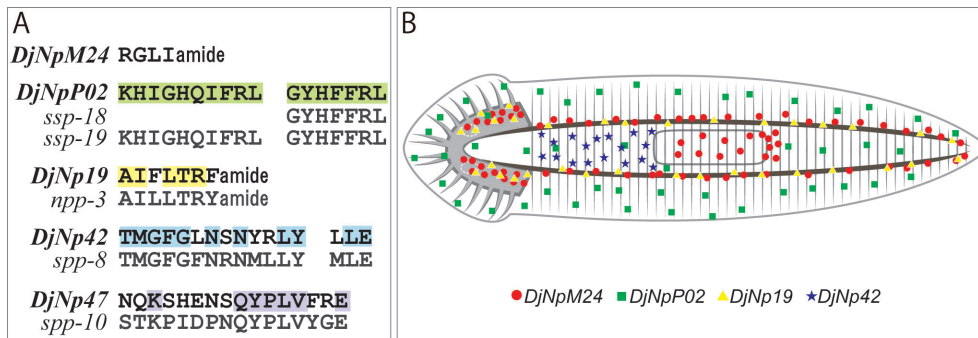 A
DjNpM24 RGLIamide
DjNpP02 KHIGHQIFRL GYHFFRL
ssp-18 GYHFFRL
ssp-19 KHIGHQIFRL GYHFFRL
DjNp19 AIFLTRFamide
npp-3 AILLTRYamide
DjNp42 TMGFGLNSNYRLY LLE
spp-8 TMGFGFNRNMLLY MLE
DjNp47 NQKSHENSQYPLVFRE
spp-10 STKPIDPNQYPLVYGE
B
DjNpM24 DjNpP02 DjNp19 DjNp42